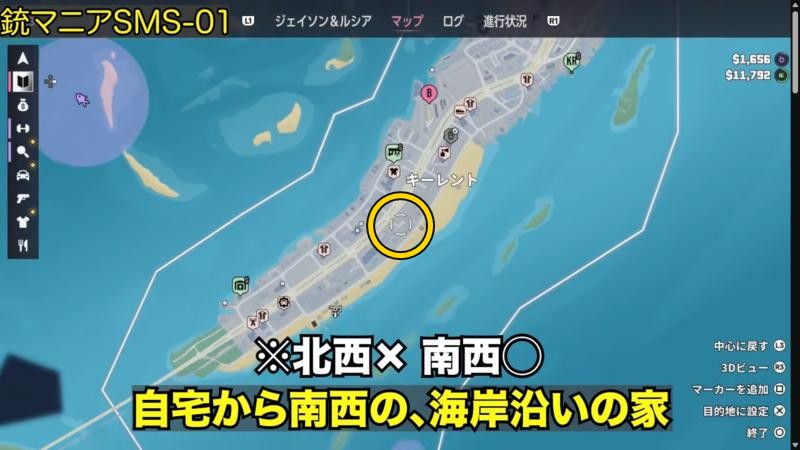 銃マニアSMS-01
L1 ジェイソン&ルシア マップ ログ 進行状況 R1
$1,656
$11,792
KR
B
キーレント
※北西× 南西○
自宅から南西の、海岸沿いの家
中心に戻す L3
3Dビュー R3
マーカーを追加
目的地に設定
終了